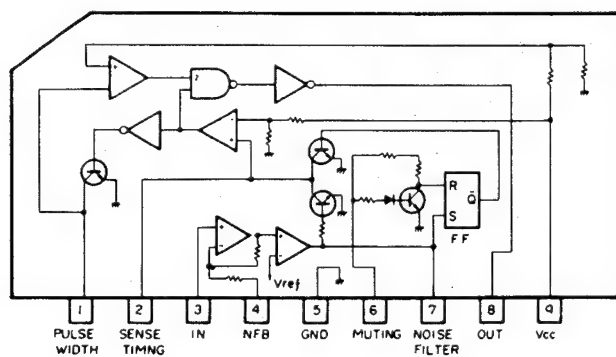 R Q̄
S
F F
Vref
1 2 3 4 5 6 7 8 9
PULSE WIDTH SENSE TIMNG IN NFB GND MUTING NOISE FILTER OUT Vcc